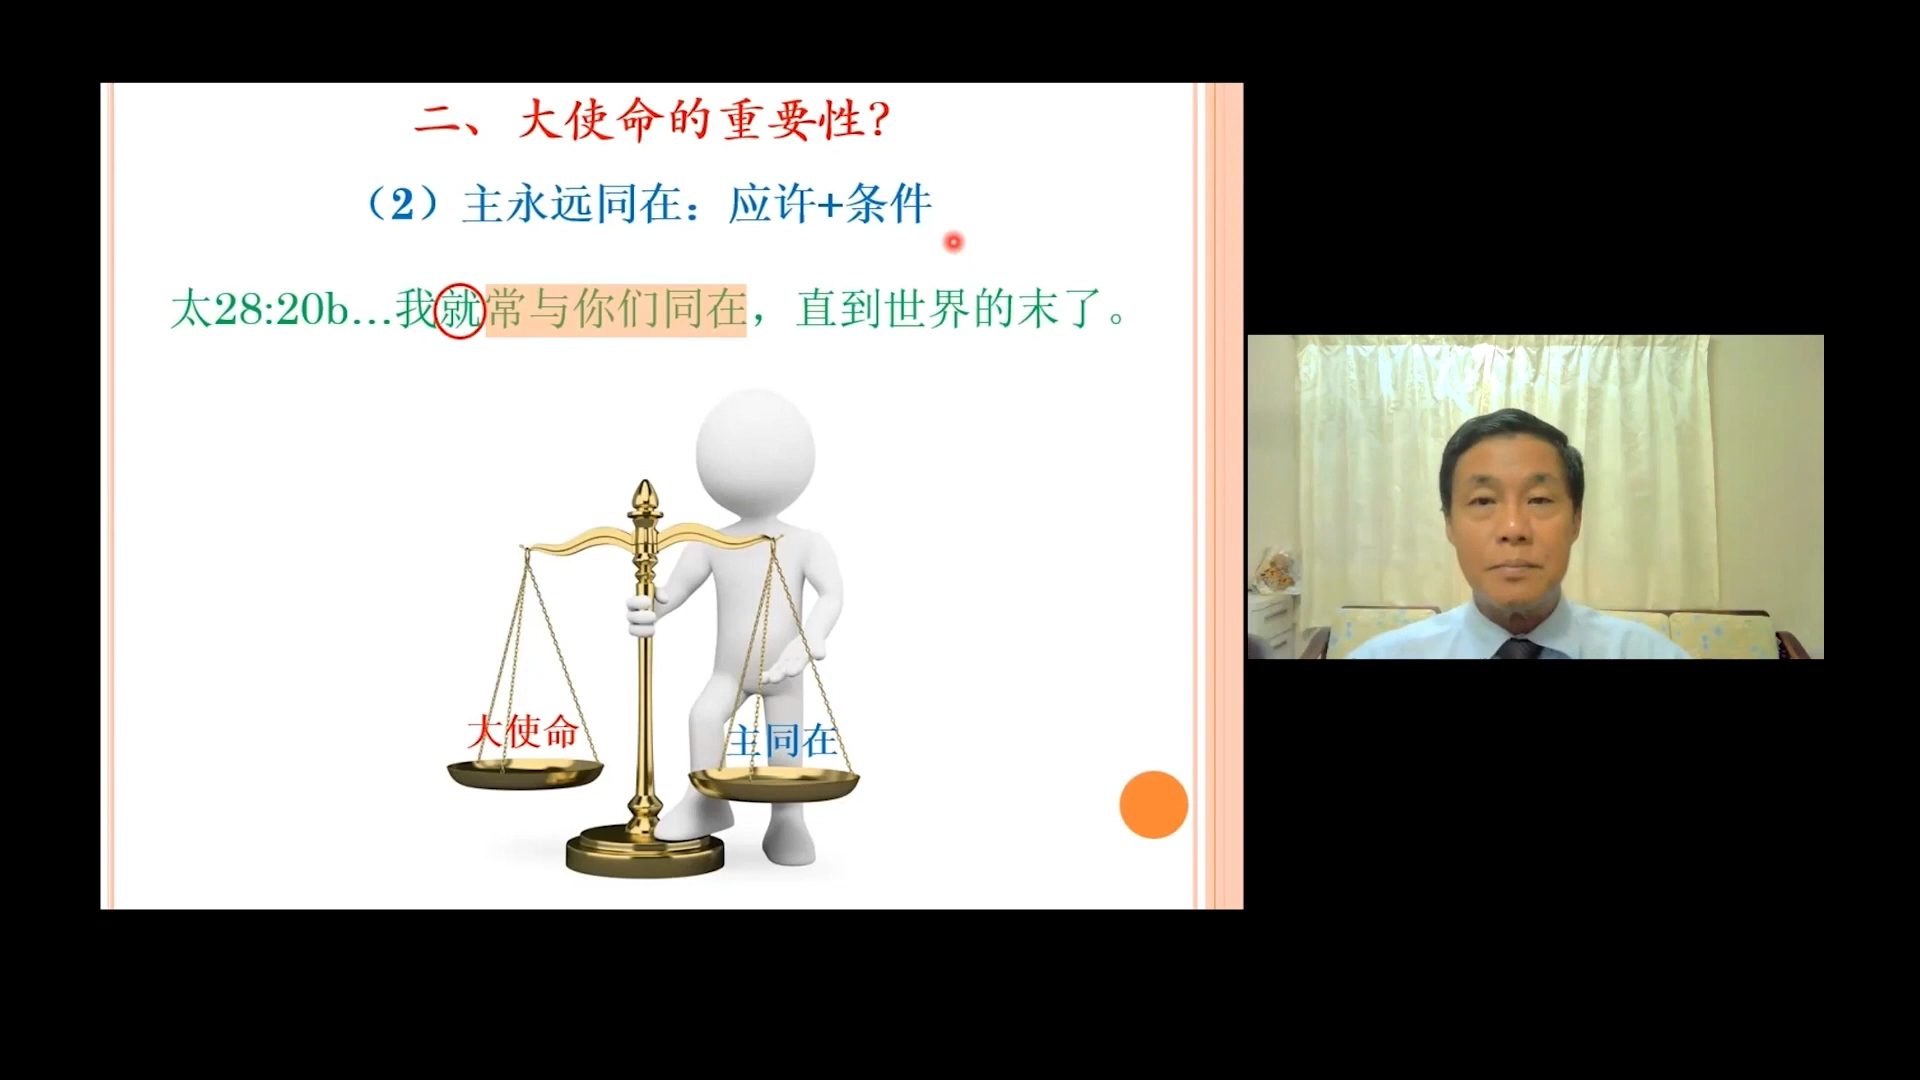 二、大使命的重要性?
（2）主永远同在：应许+条件
太28:20b…我就常与你们同在，直到世界的末了。
大使命
主同在